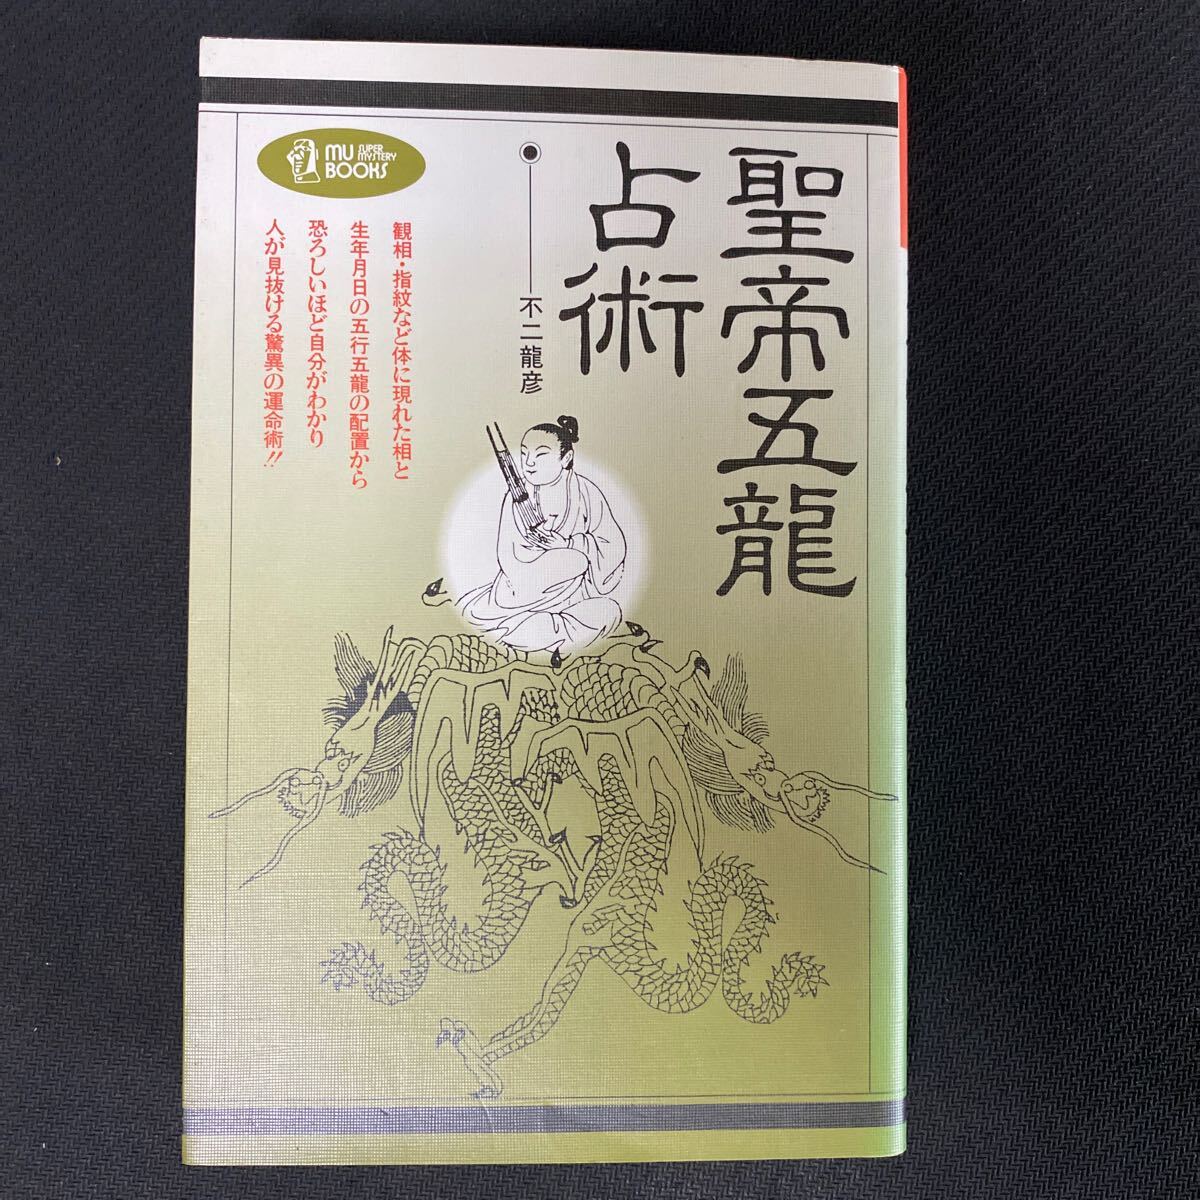 聖帝五龍
占術
不二龍彦
MU SUPER MYSTERY BOOKS
観相・指紋など体に現れた相と
生年月日の五行五龍の配置から
恐ろしいほど自分がわかり
人が見抜ける驚異の運命術!!